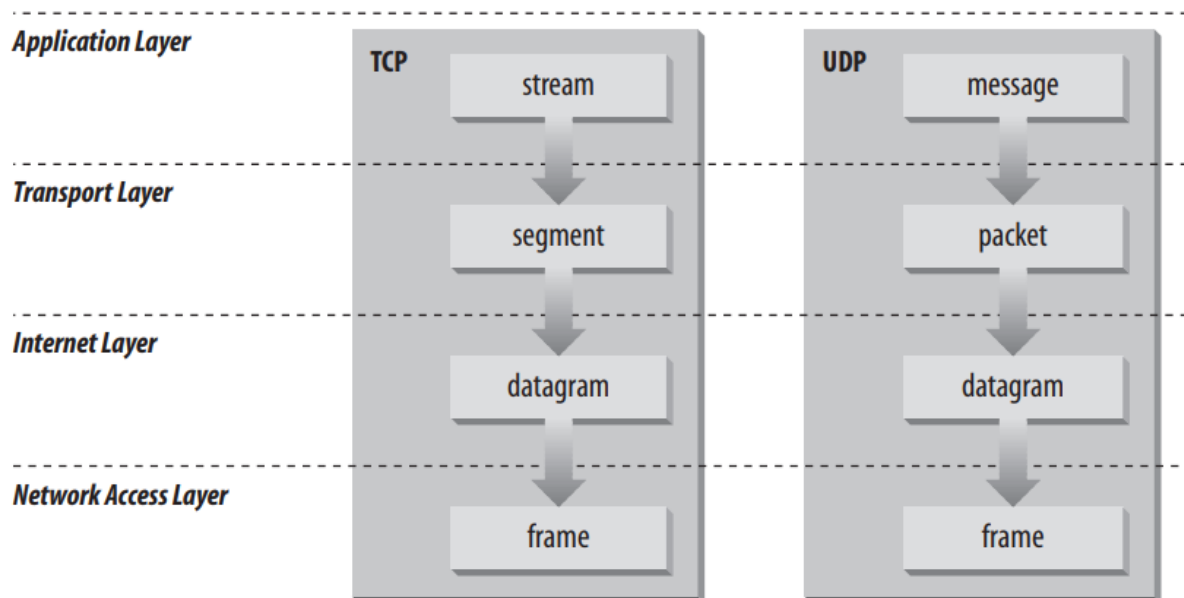 Application Layer
TCP
stream
UDP
message
Transport Layer
segment
packet
Internet Layer
datagram
datagram
Network Access Layer
frame
frame